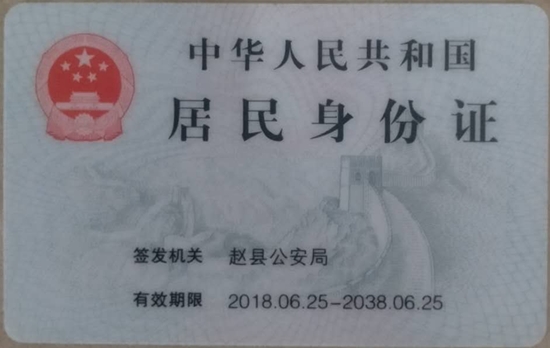 中华人民共和国
居民身份证
签发机关 赵县公安局
有效期限 2018.06.25-2038.06.25